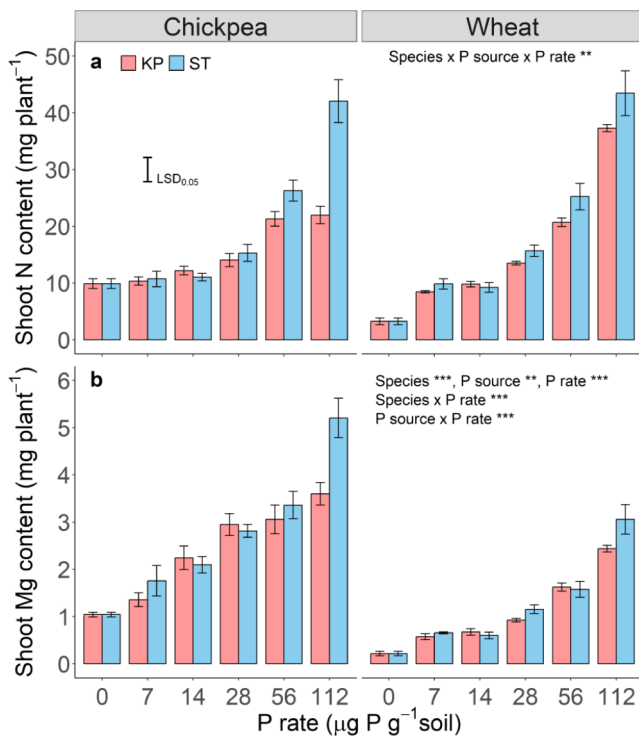 Chickpea Wheat
a KP ST Species x P source x P rate **
LSD0.05
Shoot N content (mg plant−1)
50
40
30
20
10
0
b Species ***, P source **, P rate ***
Species x P rate ***
P source x P rate ***
Shoot Mg content (mg plant−1)
6
5
4
3
2
1
0
0 7 14 28 56 112 0 7 14 28 56 112
P rate (μg P g−1soil)